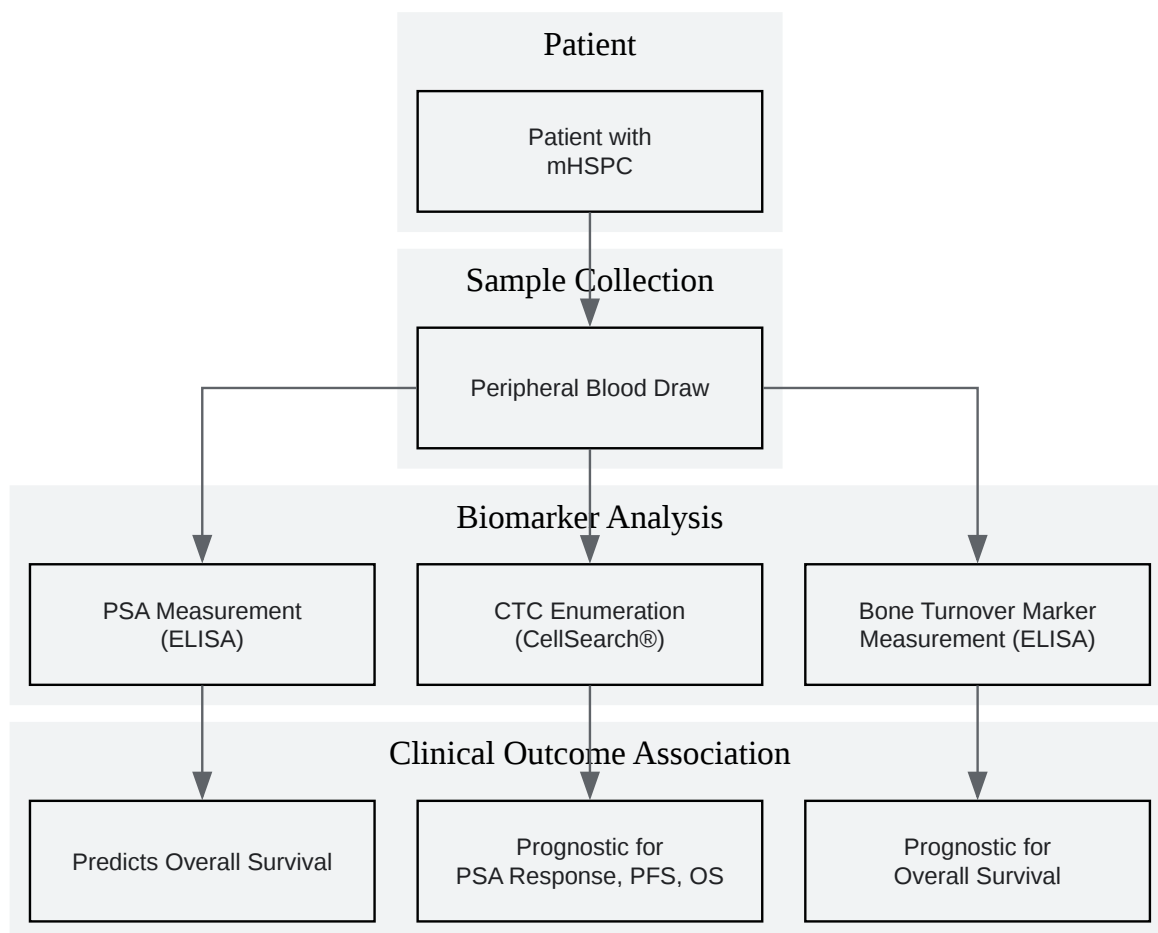 Patient
Patient with
mHSPC
Sample Collection
Peripheral Blood Draw
Biomarker Analysis
PSA Measurement
(ELISA)
CTC Enumeration
(CellSearch®)
Bone Turnover Marker
Measurement (ELISA)
Clinical Outcome Association
Predicts Overall Survival
Prognostic for
PSA Response, PFS, OS
Prognostic for
Overall Survival